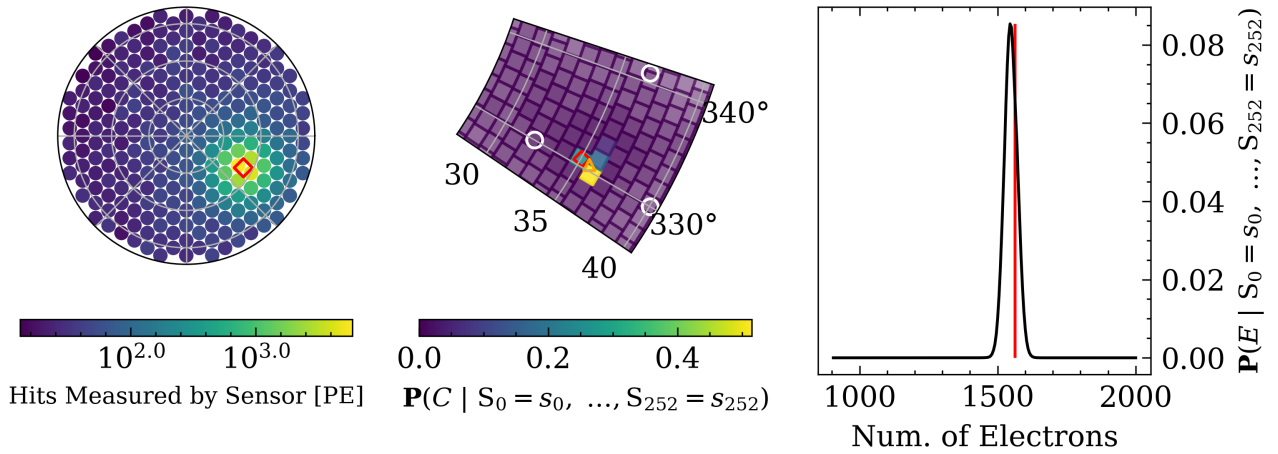 10^2.0 10^3.0
Hits Measured by Sensor [PE]
340°
330°
30
35
40
0.0 0.2 0.4
P(C | S₀ = s₀, ..., S₂₅₂ = s₂₅₂)
0.08
0.06
0.04
0.02
0.00
P(E | S₀ = s₀, ..., S₂₅₂ = s₂₅₂)
1000 1500 2000
Num. of Electrons